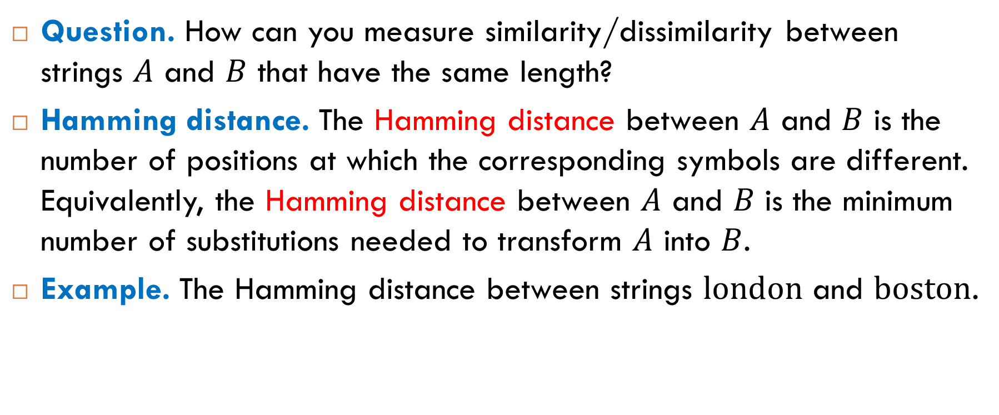 Question. How can you measure similarity/dissimilarity between
strings A and B that have the same length?
Hamming distance. The Hamming distance between A and B is the
number of positions at which the corresponding symbols are different.
Equivalently, the Hamming distance between A and B is the minimum
number of substitutions needed to transform A into B.
Example. The Hamming distance between strings london and boston.